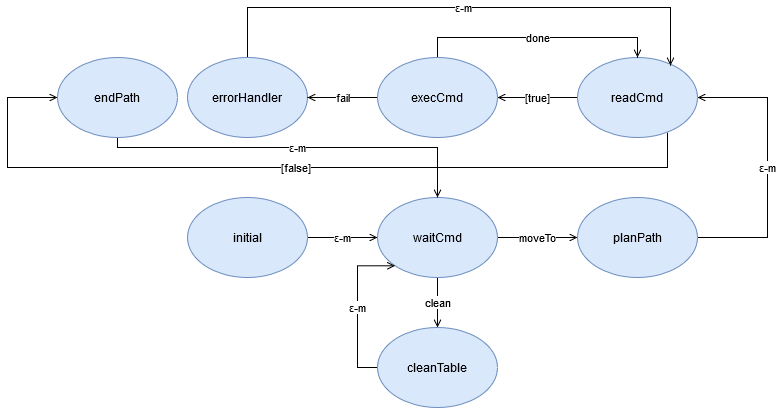 ε-m
done
endPath
errorHandler
fail
execCmd
[true]
readCmd
ε-m
[false]
ε-m
initial
ε-m
waitCmd
moveTo
planPath
clean
ε-m
cleanTable